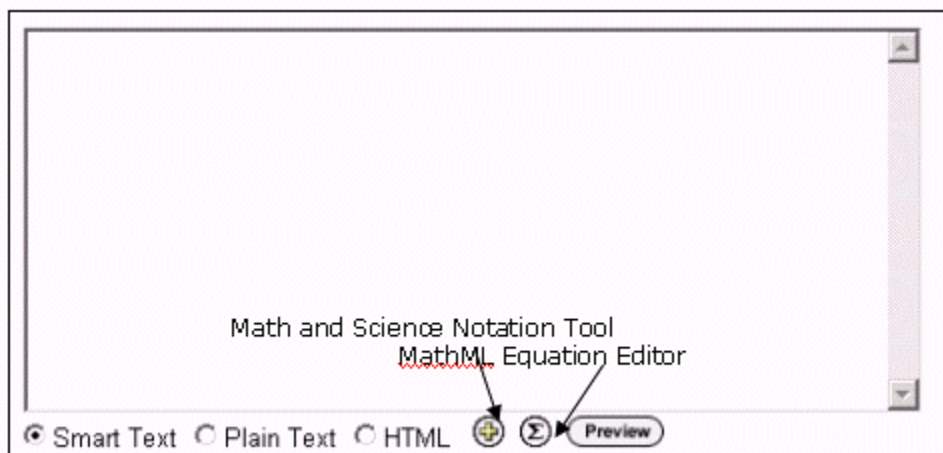 Math and Science Notation Tool
MathML Equation Editor
Smart Text Plain Text HTML Σ Preview